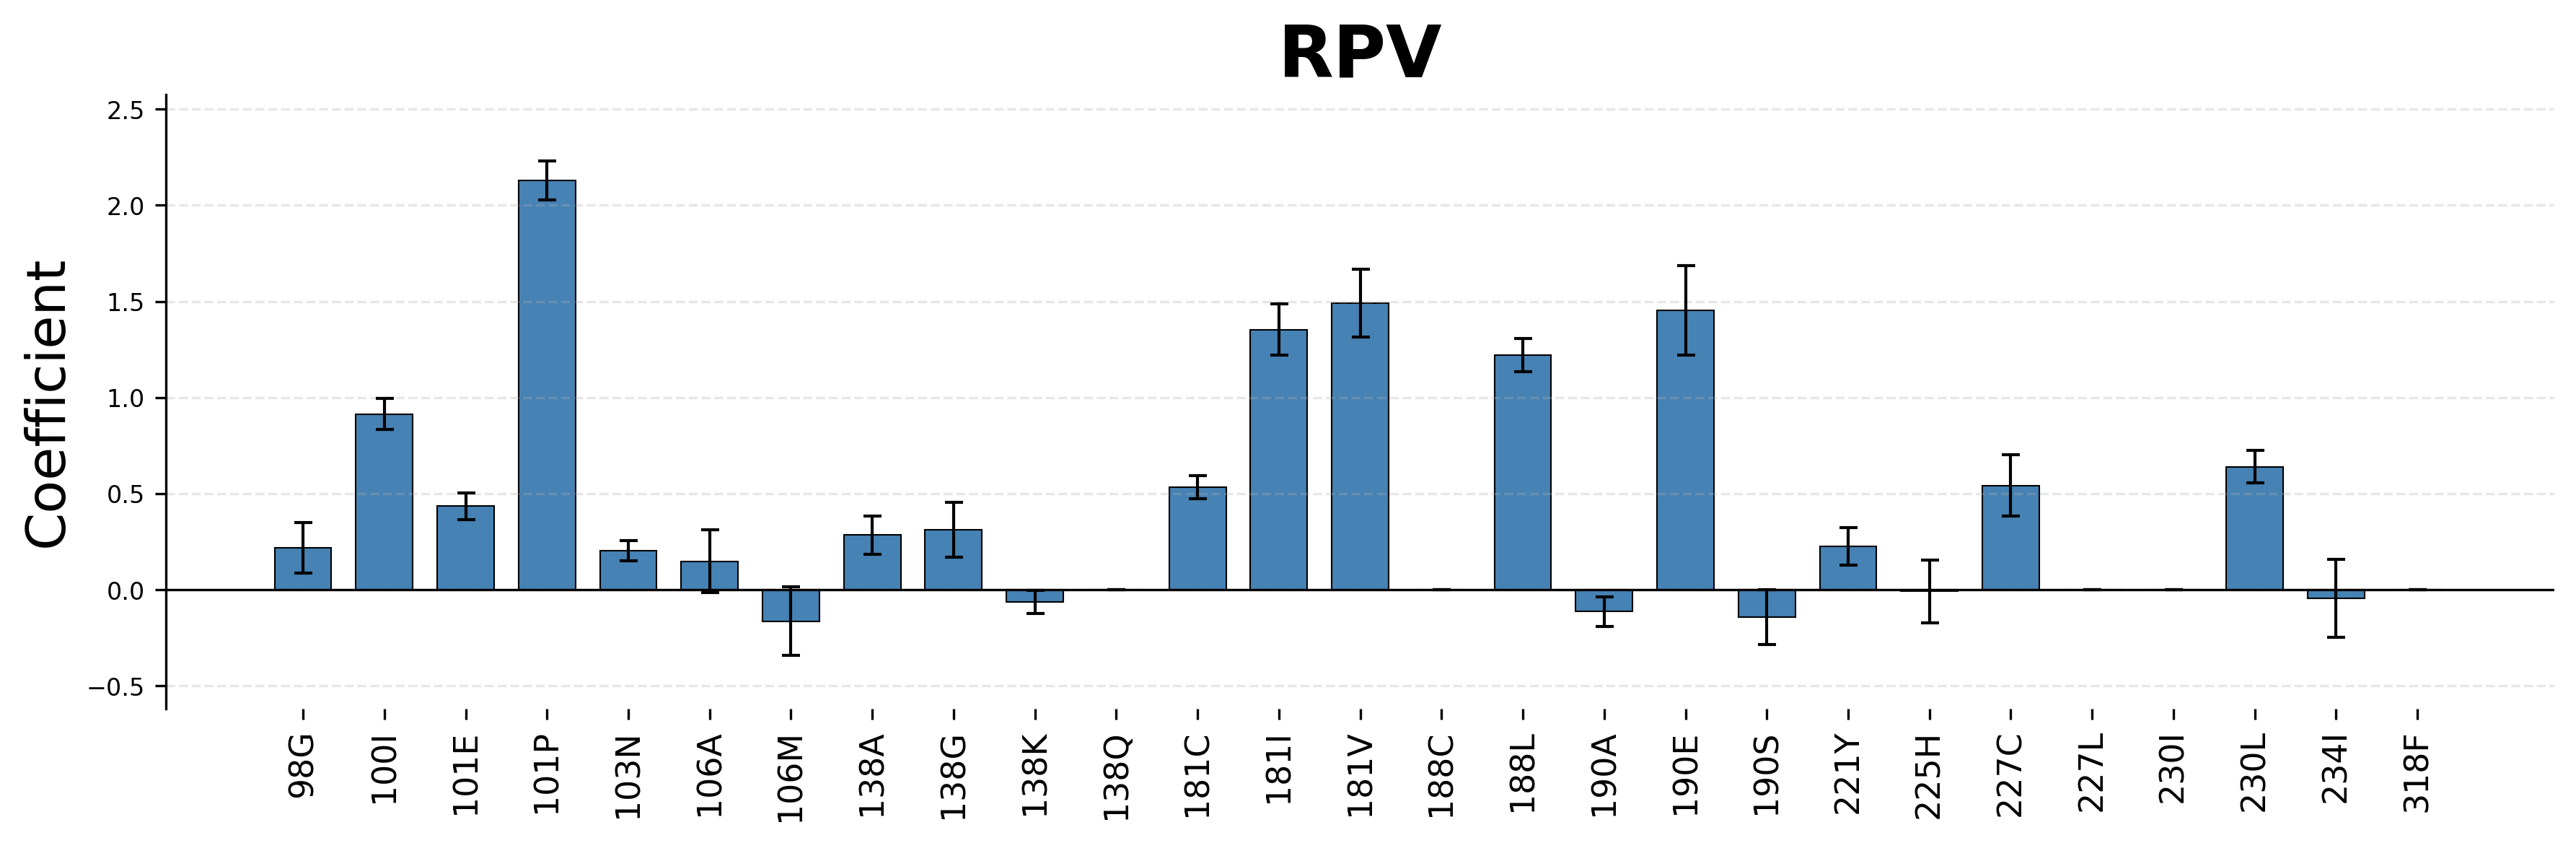 RPV
Coefficient
2.5
2.0
1.5
1.0
0.5
0.0
−0.5
98G
100I
101E
101P
103N
106A
106M
138A
138G
138K
138Q
181C
181I
181V
188C
188L
190A
190E
190S
221Y
225H
227C
227L
230I
230L
234I
318F